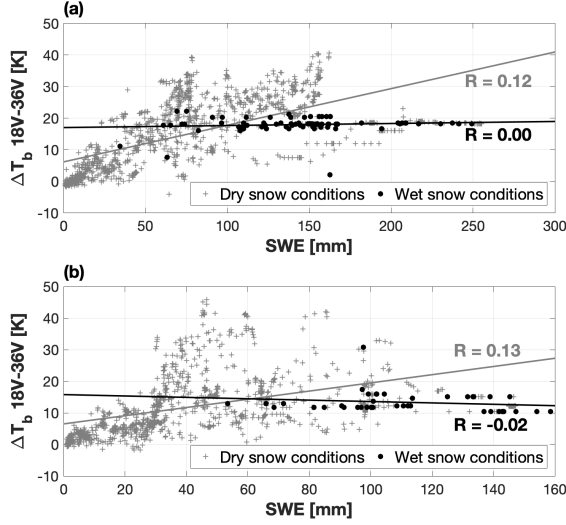 (a)
50
40
30
20
10
0
-10
ΔTb 18V-36V [K]
R = 0.12
R = 0.00
Dry snow conditions
Wet snow conditions
0 50 100 150 200 250 300
SWE [mm]
(b)
50
40
30
20
10
0
-10
ΔTb 18V-36V [K]
R = 0.13
R = -0.02
Dry snow conditions
Wet snow conditions
0 20 40 60 80 100 120 140 160
SWE [mm]